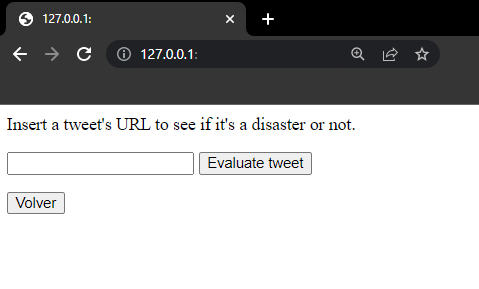 127.0.0.1:
127.0.0.1:
Insert a tweet's URL to see if it's a disaster or not.
Evaluate tweet
Volver